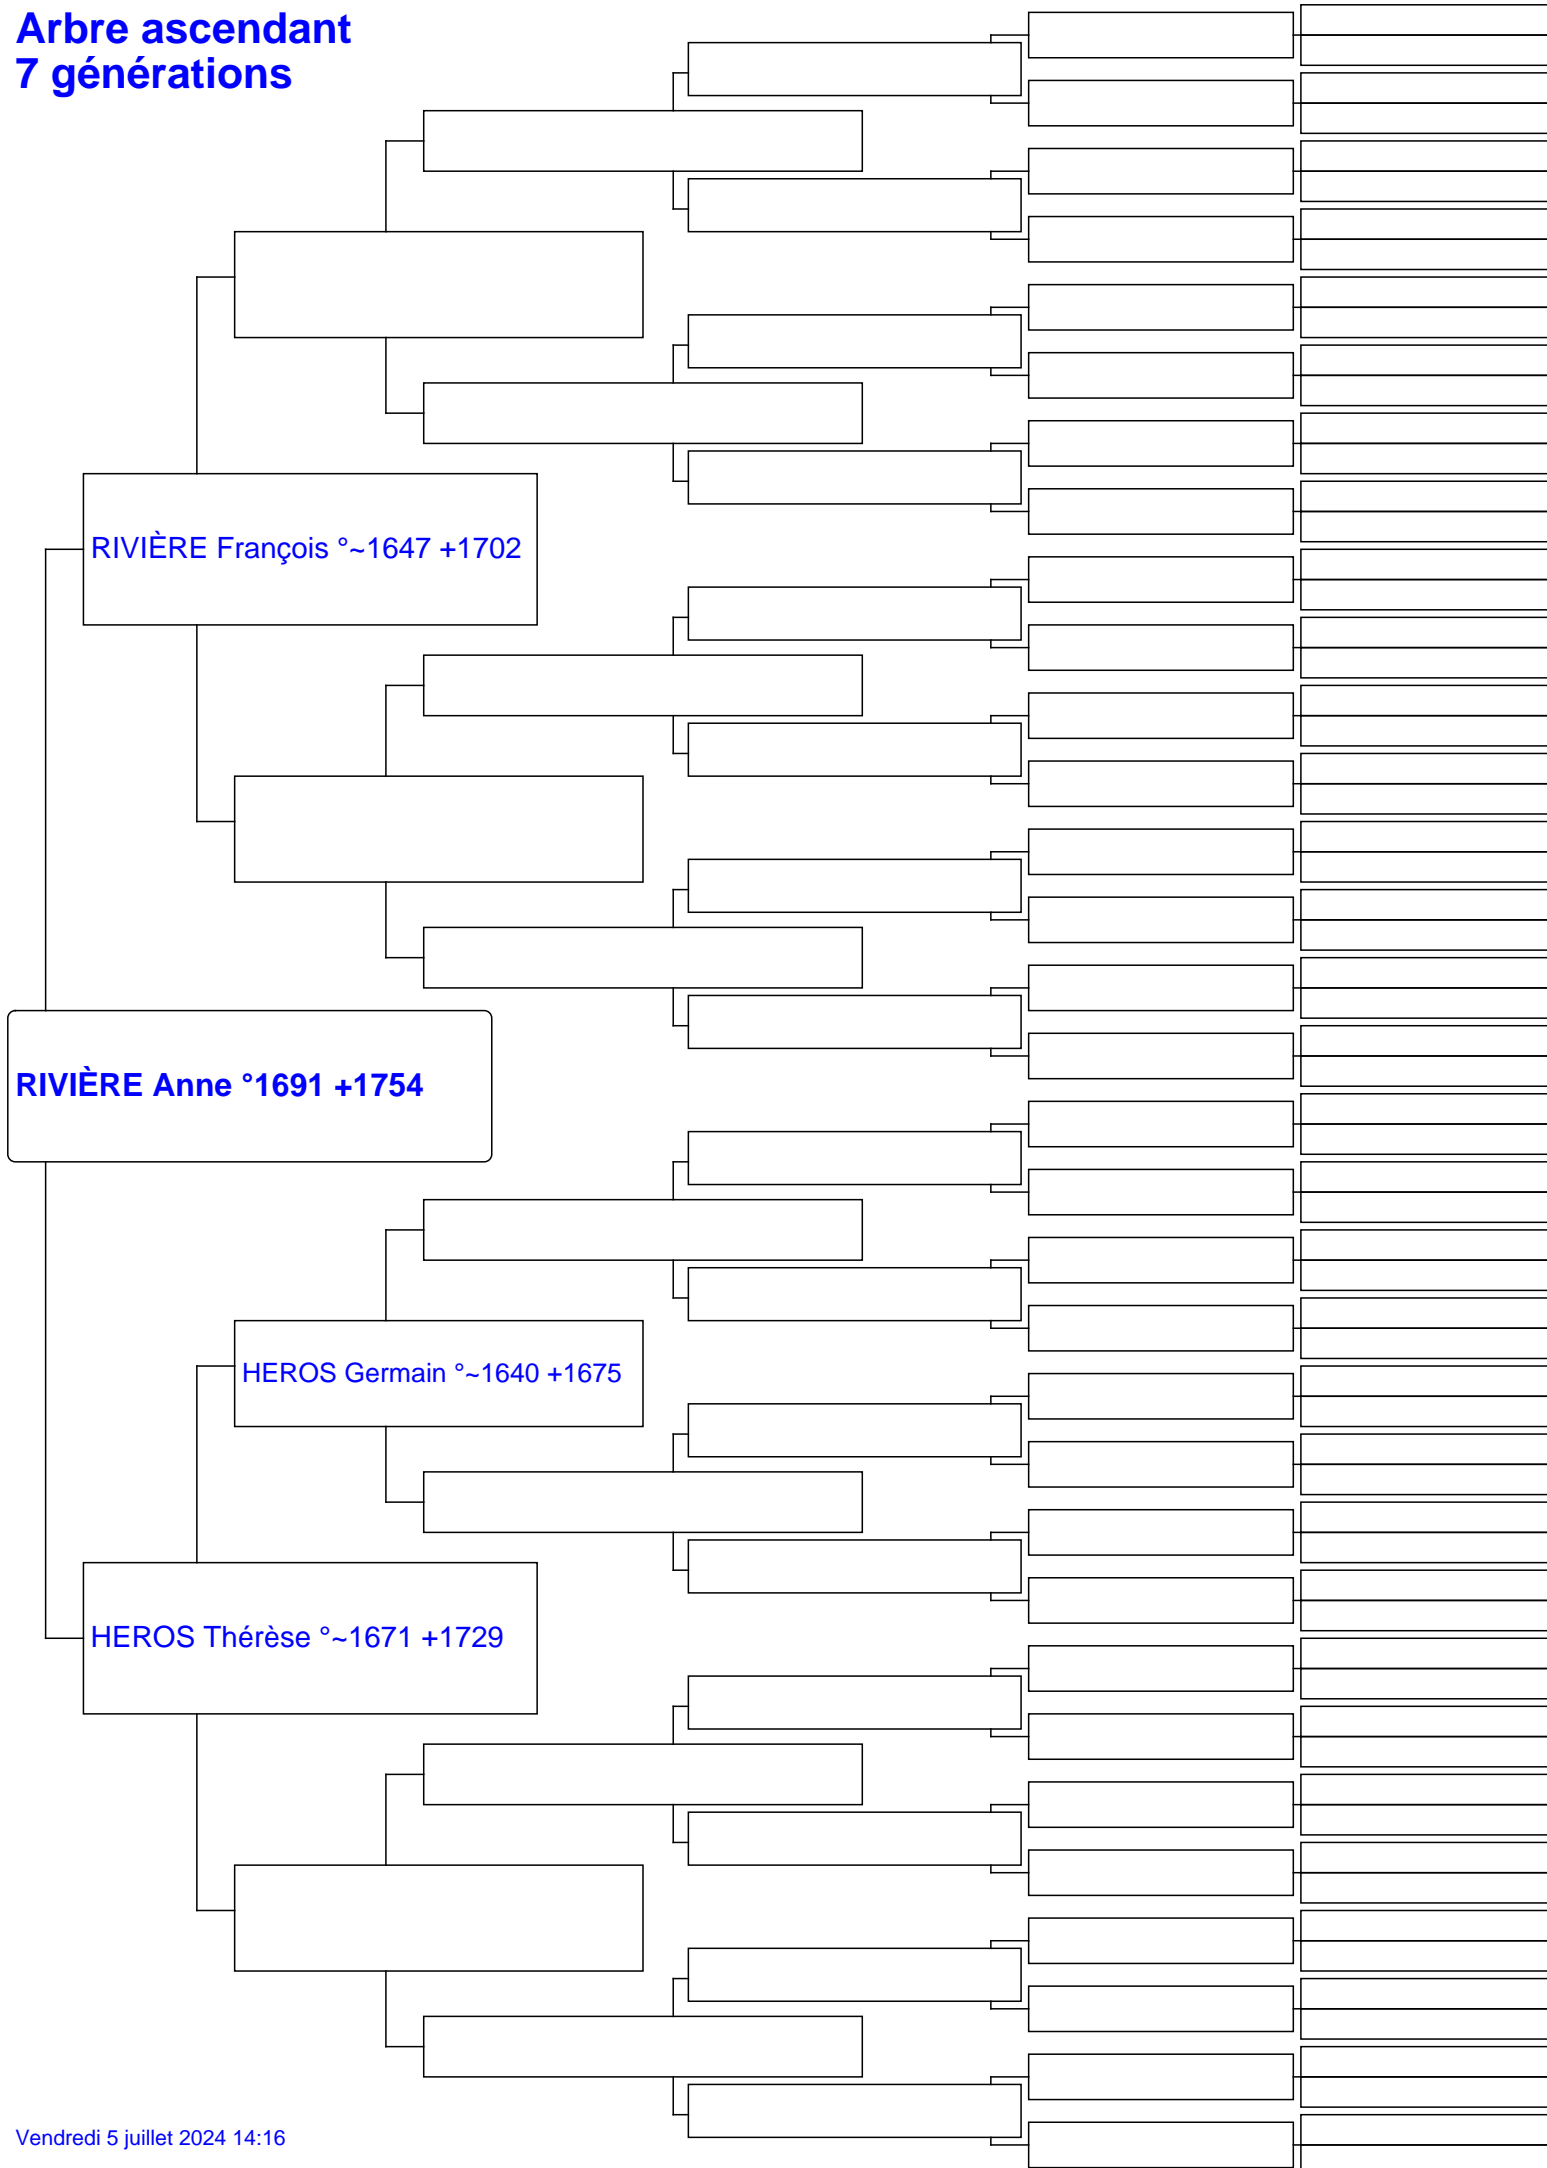 Arbre ascendant
7 générations
RIVIÈRE François °~1647 +1702
RIVIÈRE Anne °1691 +1754
HEROS Germain °~1640 +1675
HEROS Thérèse °~1671 +1729
Vendredi 5 juillet 2024 14:16